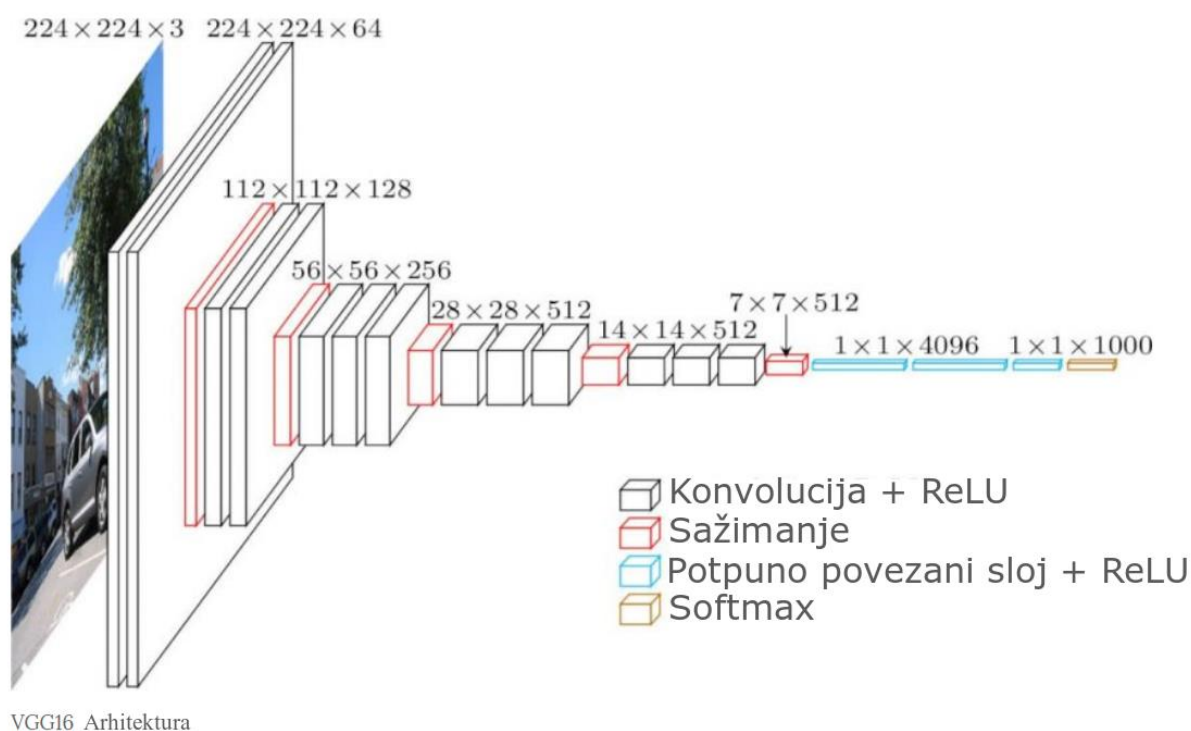 224 × 224 × 3 224 × 224 × 64
112 × 112 × 128
56 × 56 × 256
28 × 28 × 512
14 × 14 × 512
7 × 7 × 512
1 × 1 × 4096 1 × 1 × 1000
Konvolucija + ReLU
Sažimanje
Potpuno povezani sloj + ReLU
Softmax
VGG16 Arhitektura